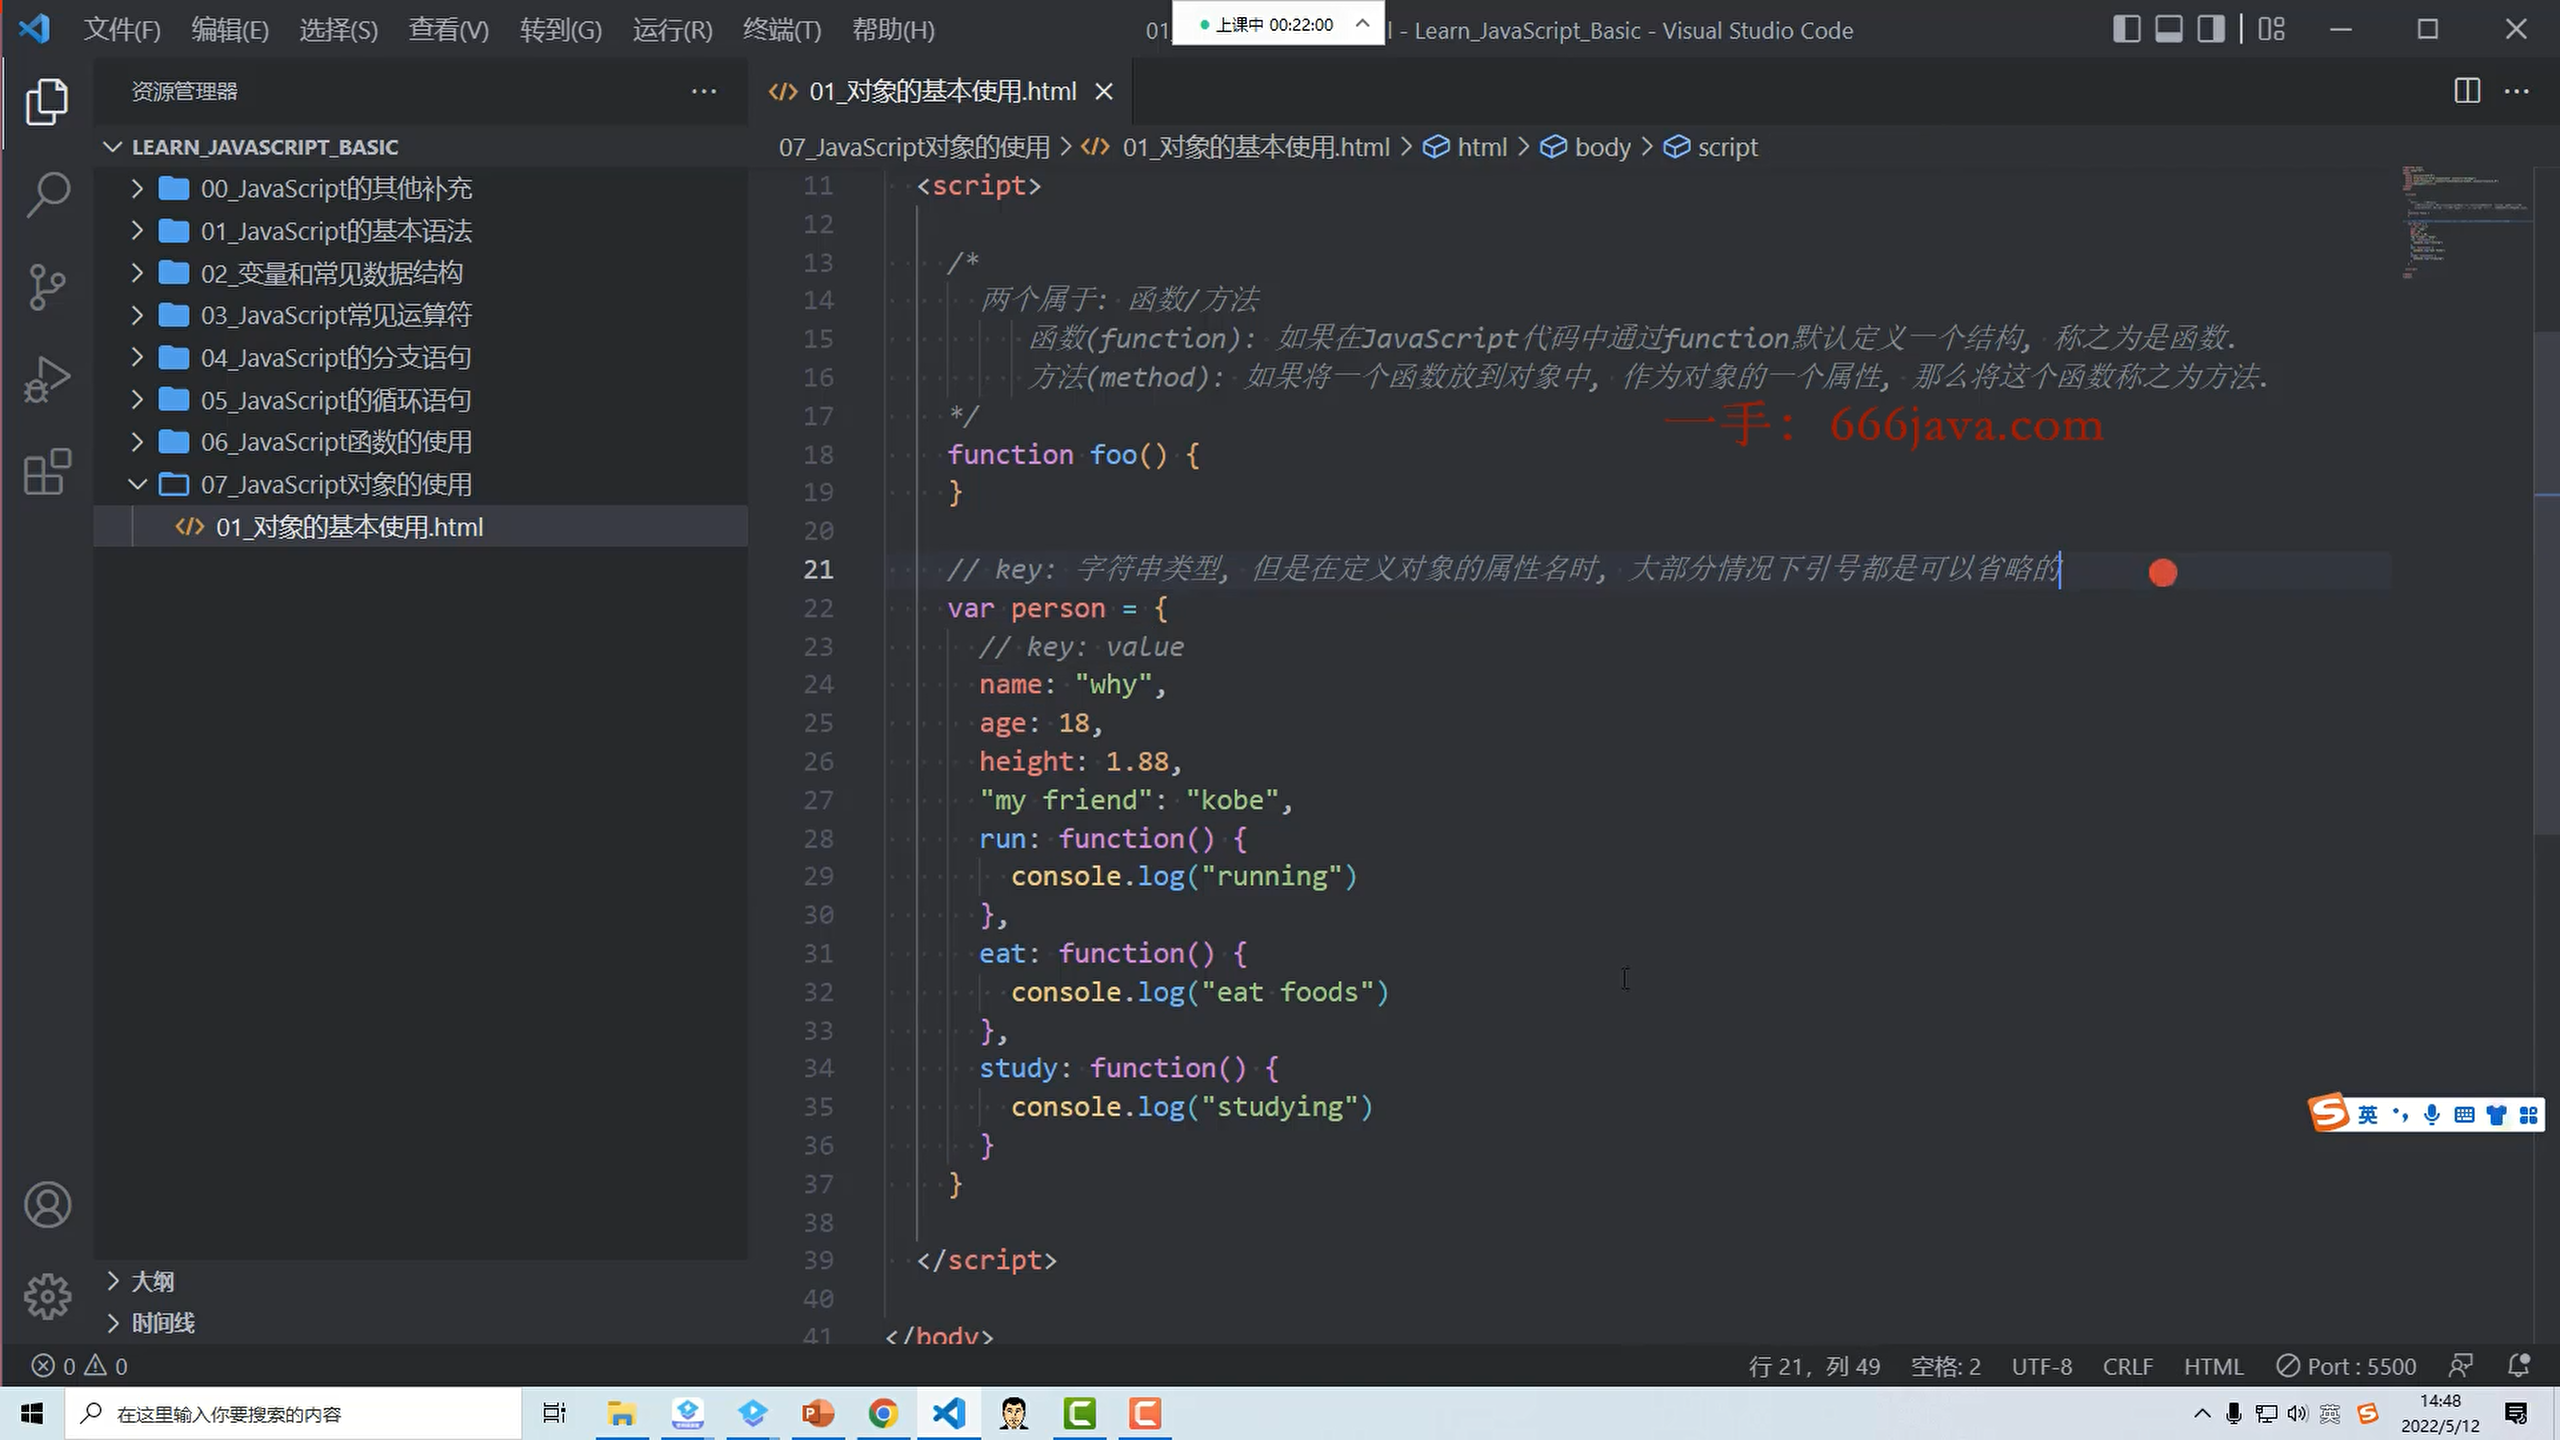 文件(F) 编辑(E) 选择(S) 查看(V) 转到(G) 运行(R) 终端(T) 帮助(H)
上课中 00:22:00
- Learn_JavaScript_Basic - Visual Studio Code
资源管理器
01_对象的基本使用.html
LEARN_JAVASCRIPT_BASIC
07_JavaScript对象的使用 > 01_对象的基本使用.html > html > body > script
00_JavaScript的其他补充
01_JavaScript的基本语法
02_变量和常见数据结构
03_JavaScript常见运算符
04_JavaScript的分支语句
05_JavaScript的循环语句
06_JavaScript函数的使用
07_JavaScript对象的使用
01_对象的基本使用.html
大纲
时间线
11 <script>
12
13 /*
14 两个属于: 函数/方法
15 函数(function): 如果在JavaScript代码中通过function默认定义一个结构, 称之为是函数.
16 方法(method): 如果将一个函数放到对象中, 作为对象的一个属性, 那么将这个函数称之为方法.
17 */
一手：666java.com
18 function foo() {
19 }
20
21 // key: 字符串类型, 但是在定义对象的属性名时, 大部分情况下引号都是可以省略的
22 var person = {
23 // key: value
24 name: "why",
25 age: 18,
26 height: 1.88,
27 "my friend": "kobe",
28 run: function() {
29 console.log("running")
30 },
31 eat: function() {
32 console.log("eat foods")
33 },
34 study: function() {
35 console.log("studying")
36 }
37 }
38
39 </script>
40
41 </body>
英
0 0
行 21，列 49 空格: 2 UTF-8 CRLF HTML Port : 5500
在这里输入你要搜索的内容
英
14:48
2022/5/12